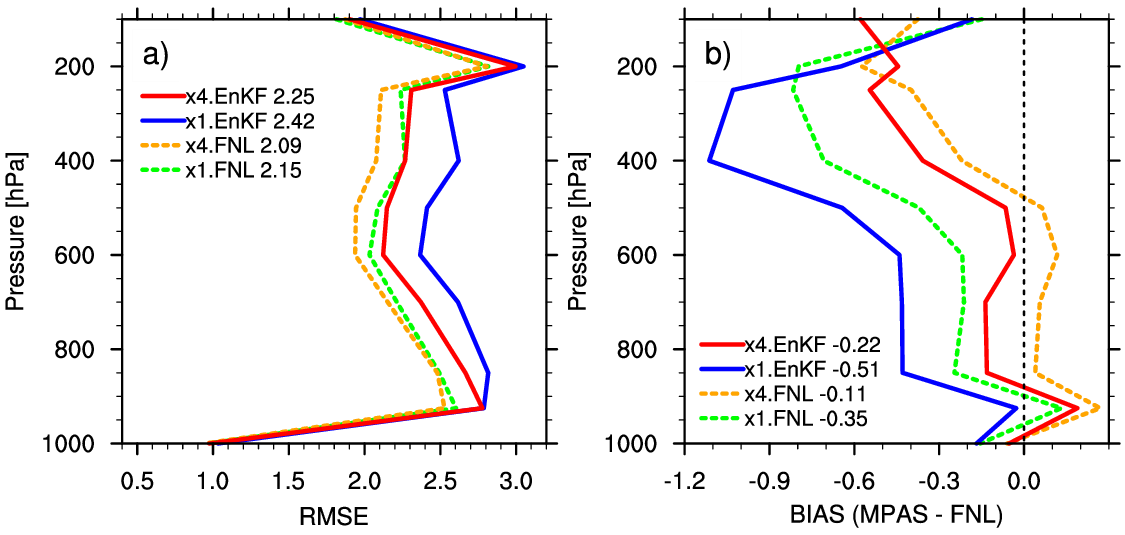 a)
200
400
600
800
1000
Pressure [hPa]
x4.EnKF 2.25
x1.EnKF 2.42
x4.FNL 2.09
x1.FNL 2.15
0.5 1.0 1.5 2.0 2.5 3.0
RMSE
b)
200
400
600
800
1000
Pressure [hPa]
x4.EnKF -0.22
x1.EnKF -0.51
x4.FNL -0.11
x1.FNL -0.35
-1.2 -0.9 -0.6 -0.3 0.0
BIAS (MPAS - FNL)